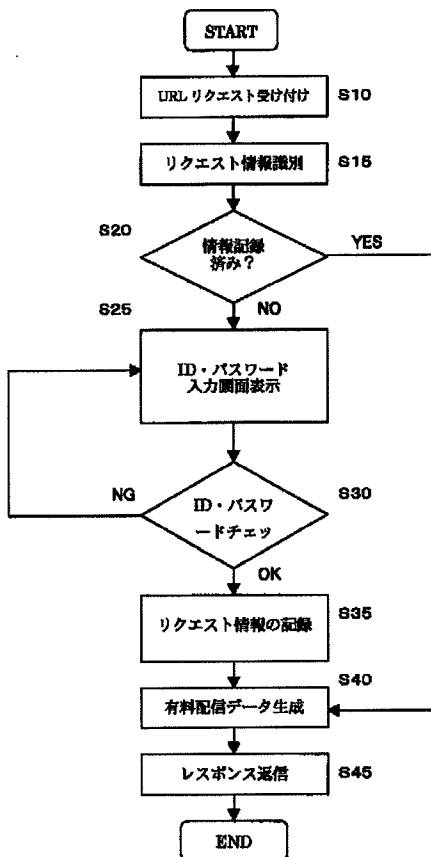 START
URLリクエスト受け付け
S10
リクエスト情報識別
S15
S20
情報記録
済み?
YES
S25
NO
ID・パスワード
入力画面表示
NG
S30
ID・パスワ
ードチェッ
OK
S35
リクエスト情報の記録
S40
有料配信データ生成
レスポンス返信
S45
END